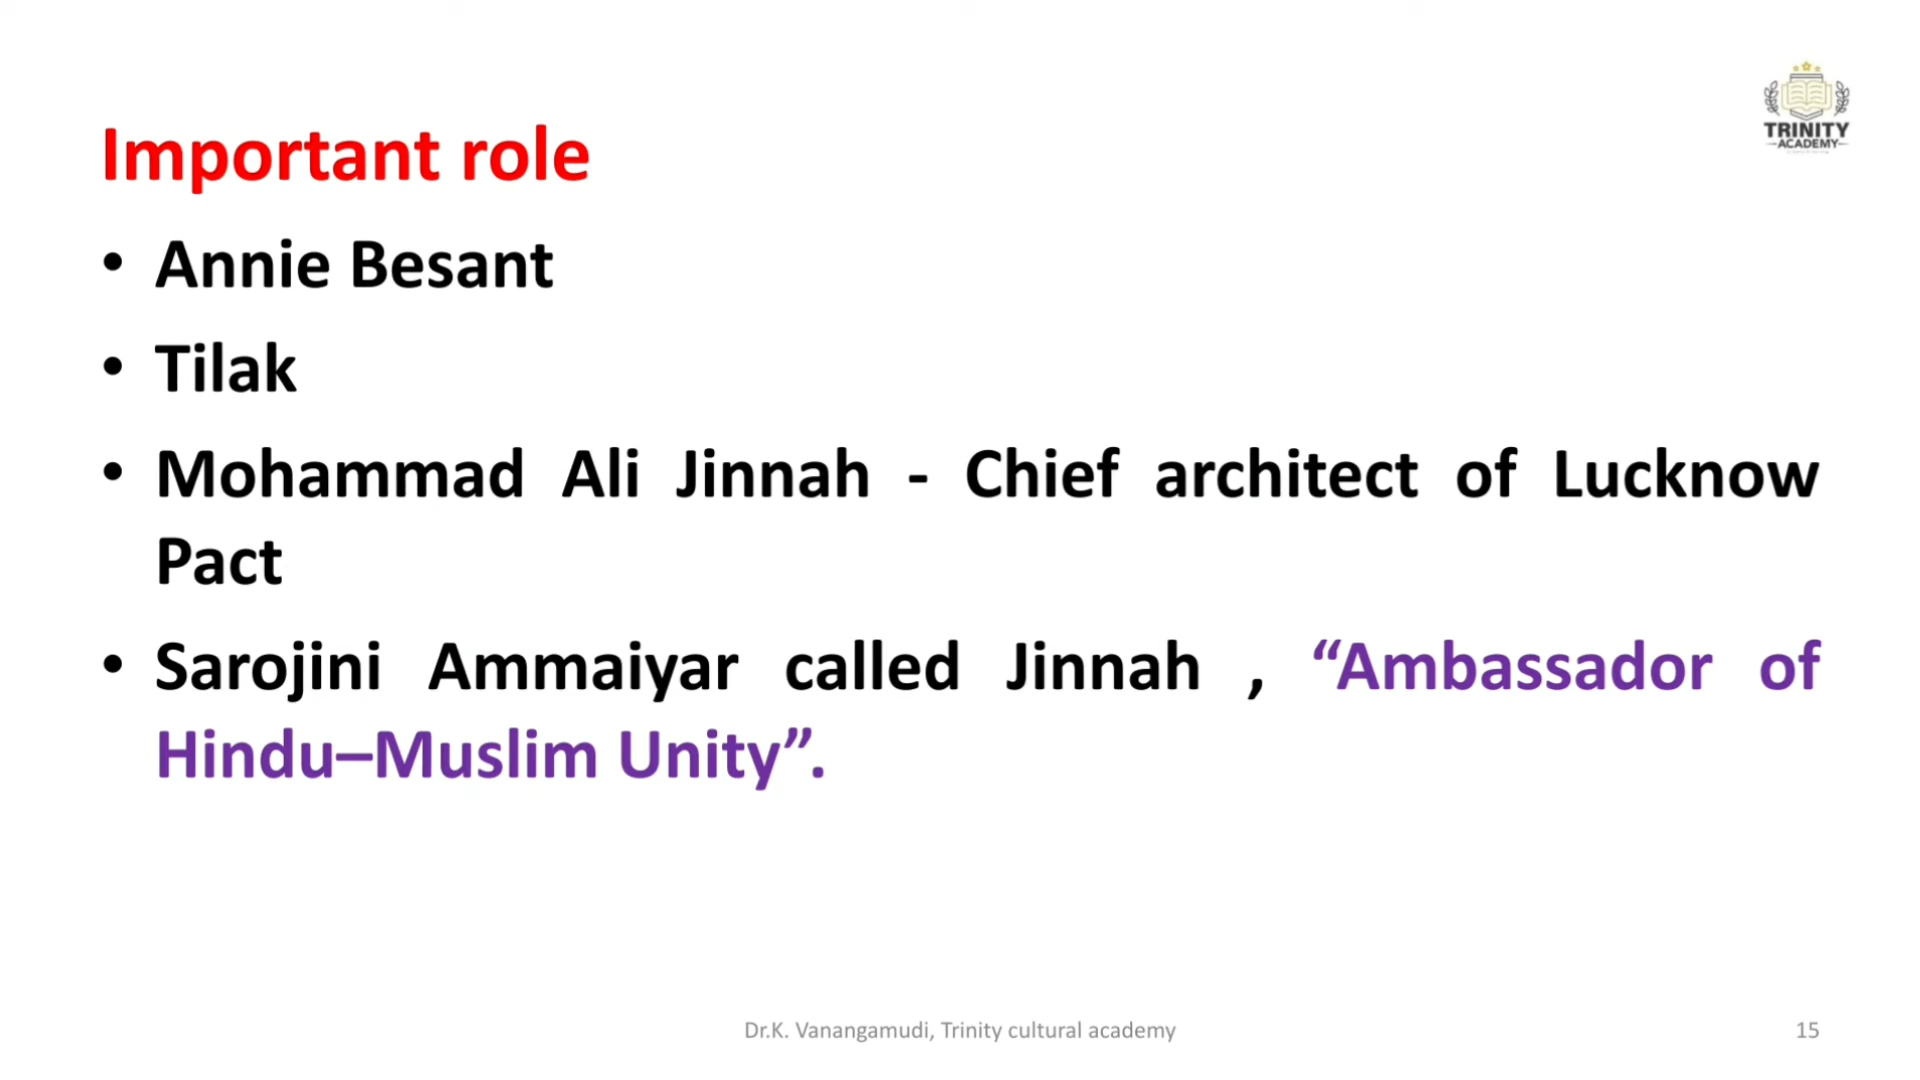 TRINITY
ACADEMY
Important role
• Annie Besant
• Tilak
• Mohammad Ali Jinnah - Chief architect of Lucknow
Pact
• Sarojini Ammaiyar called Jinnah , “Ambassador of
Hindu–Muslim Unity”.
Dr.K. Vanangamudi, Trinity cultural academy
15